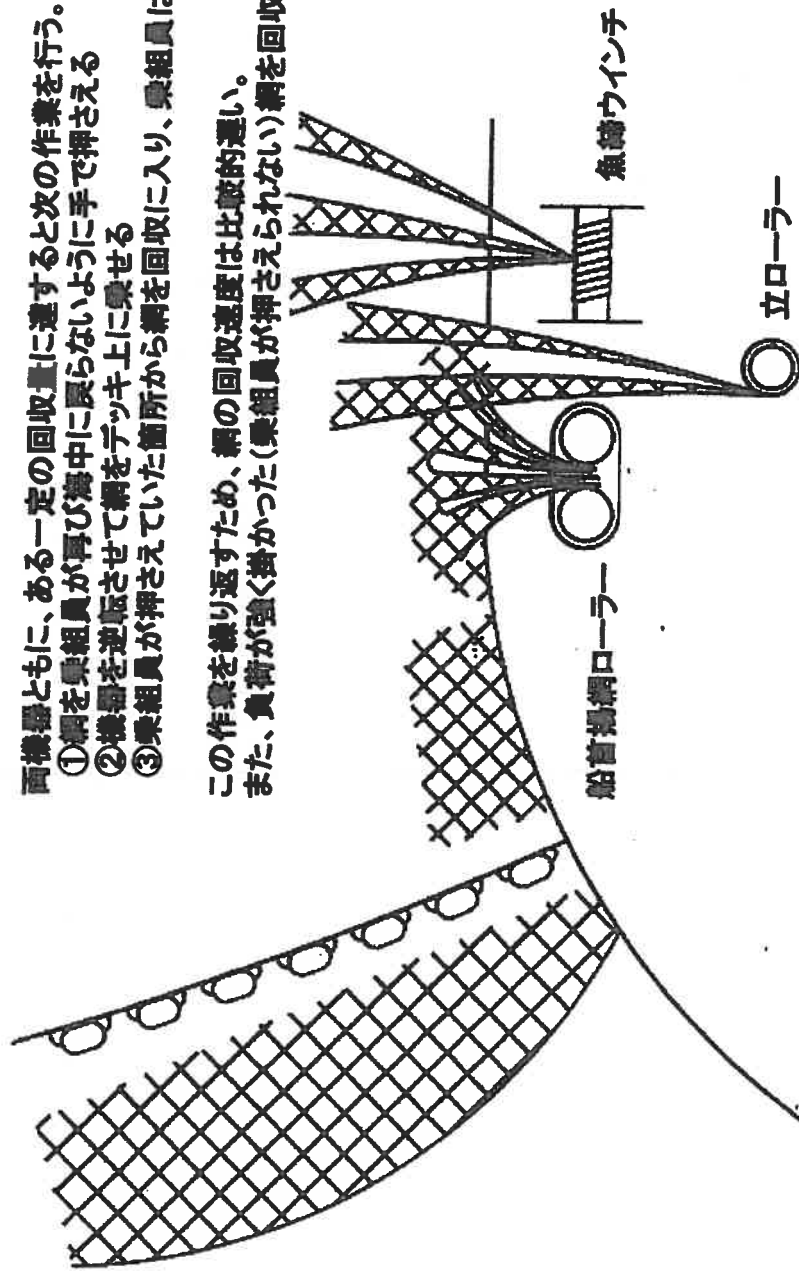 両機器ともに、ある一定の回収量に達すると次の作業を行う。
①網を乗組員が再び海中に戻らないように手で押さえる
②機器を逆転させて網をデッキ上に乗せる
③乗組員が押さえていた箇所から網を回収に入り、乗組員に
この作業を繰り返すため、網の回収速度は比較的遅い。
また、負荷が強く掛かった(乗組員が押さえられない)網を回収
魚締ウインチ
立ローラー
船首揚網ローラー